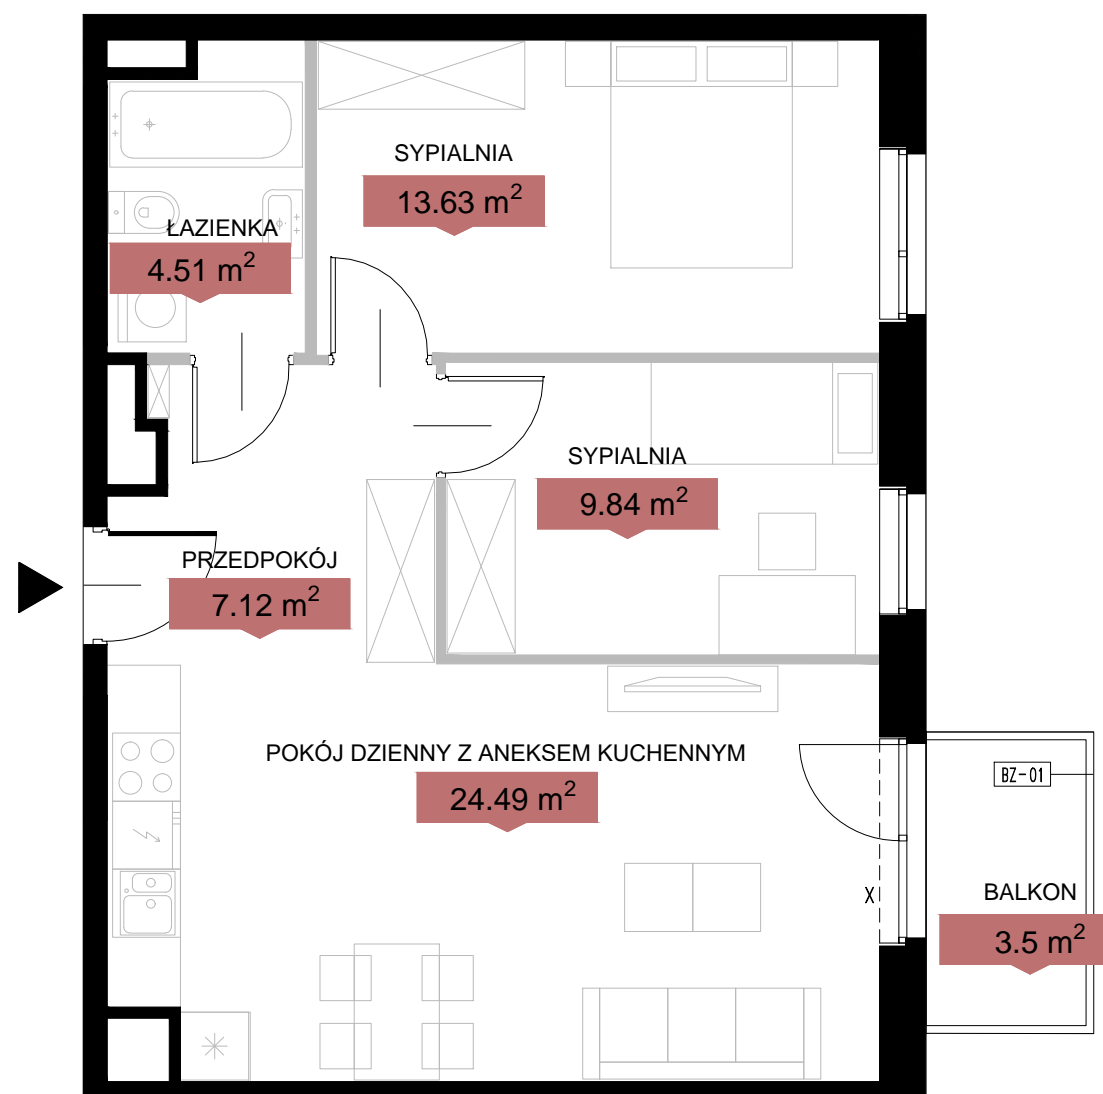 SYPIALNIA
13.63 m²
ŁAZIENKA
4.51 m²
SYPIALNIA
9.84 m²
PRZEDPOKÓJ
7.12 m²
POKÓJ DZIENNY Z ANEKSEM KUCHENNYM
24.49 m²
BZ-01
X
BALKON
3.5 m²